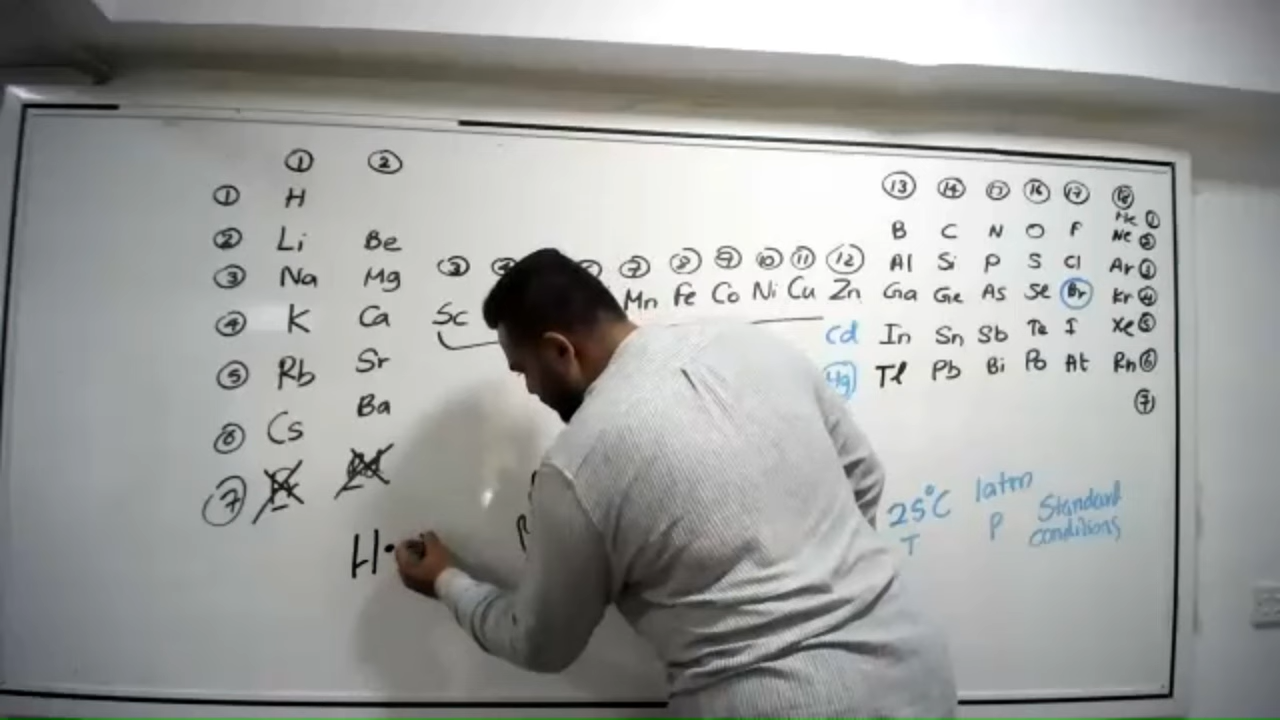 ① ② ⑬ ⑭ ⑮ ⑯ ⑰ ⑱
① H He ①
② Li Be B C N O F Ne ②
③ Na Mg ③ ⑦ ⑧ ⑨ ⑩ ⑪ ⑫ Al Si P S Cl Ar ③
④ K Ca Sc Mn Fe Co Ni Cu Zn Ga Ge As Se Br Kr ④
⑤ Rb Sr Cd In Sn Sb Te I Xe ⑤
⑥ Cs Ba Hg Tl Pb Bi Po At Rn ⑥
⑦ ⑦
25°C 1atm Standard
T P conditions
H